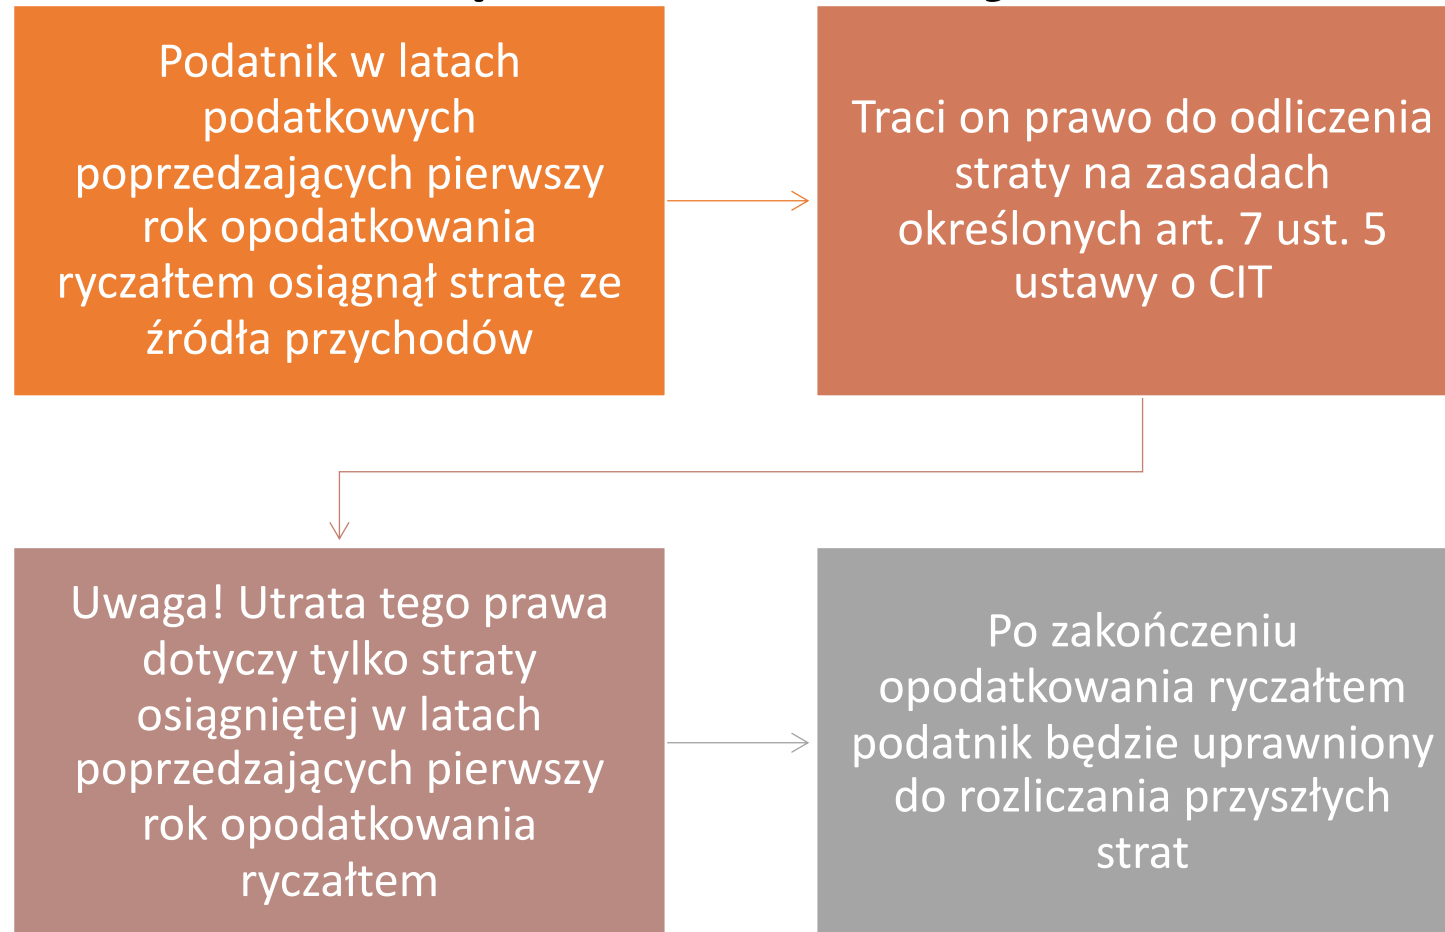 Podatnik w latach
podatkowych
poprzedzających pierwszy
rok opodatkowania
ryczałtem osiągnął stratę ze
źródła przychodów
Traci on prawo do odliczenia
straty na zasadach
określonych art. 7 ust. 5
ustawy o CIT
Uwaga! Utrata tego prawa
dotyczy tylko straty
osiągniętej w latach
poprzedzających pierwszy
rok opodatkowania
ryczałtem
Po zakończeniu
opodatkowania ryczałtem
podatnik będzie uprawniony
do rozliczania przyszłych
strat